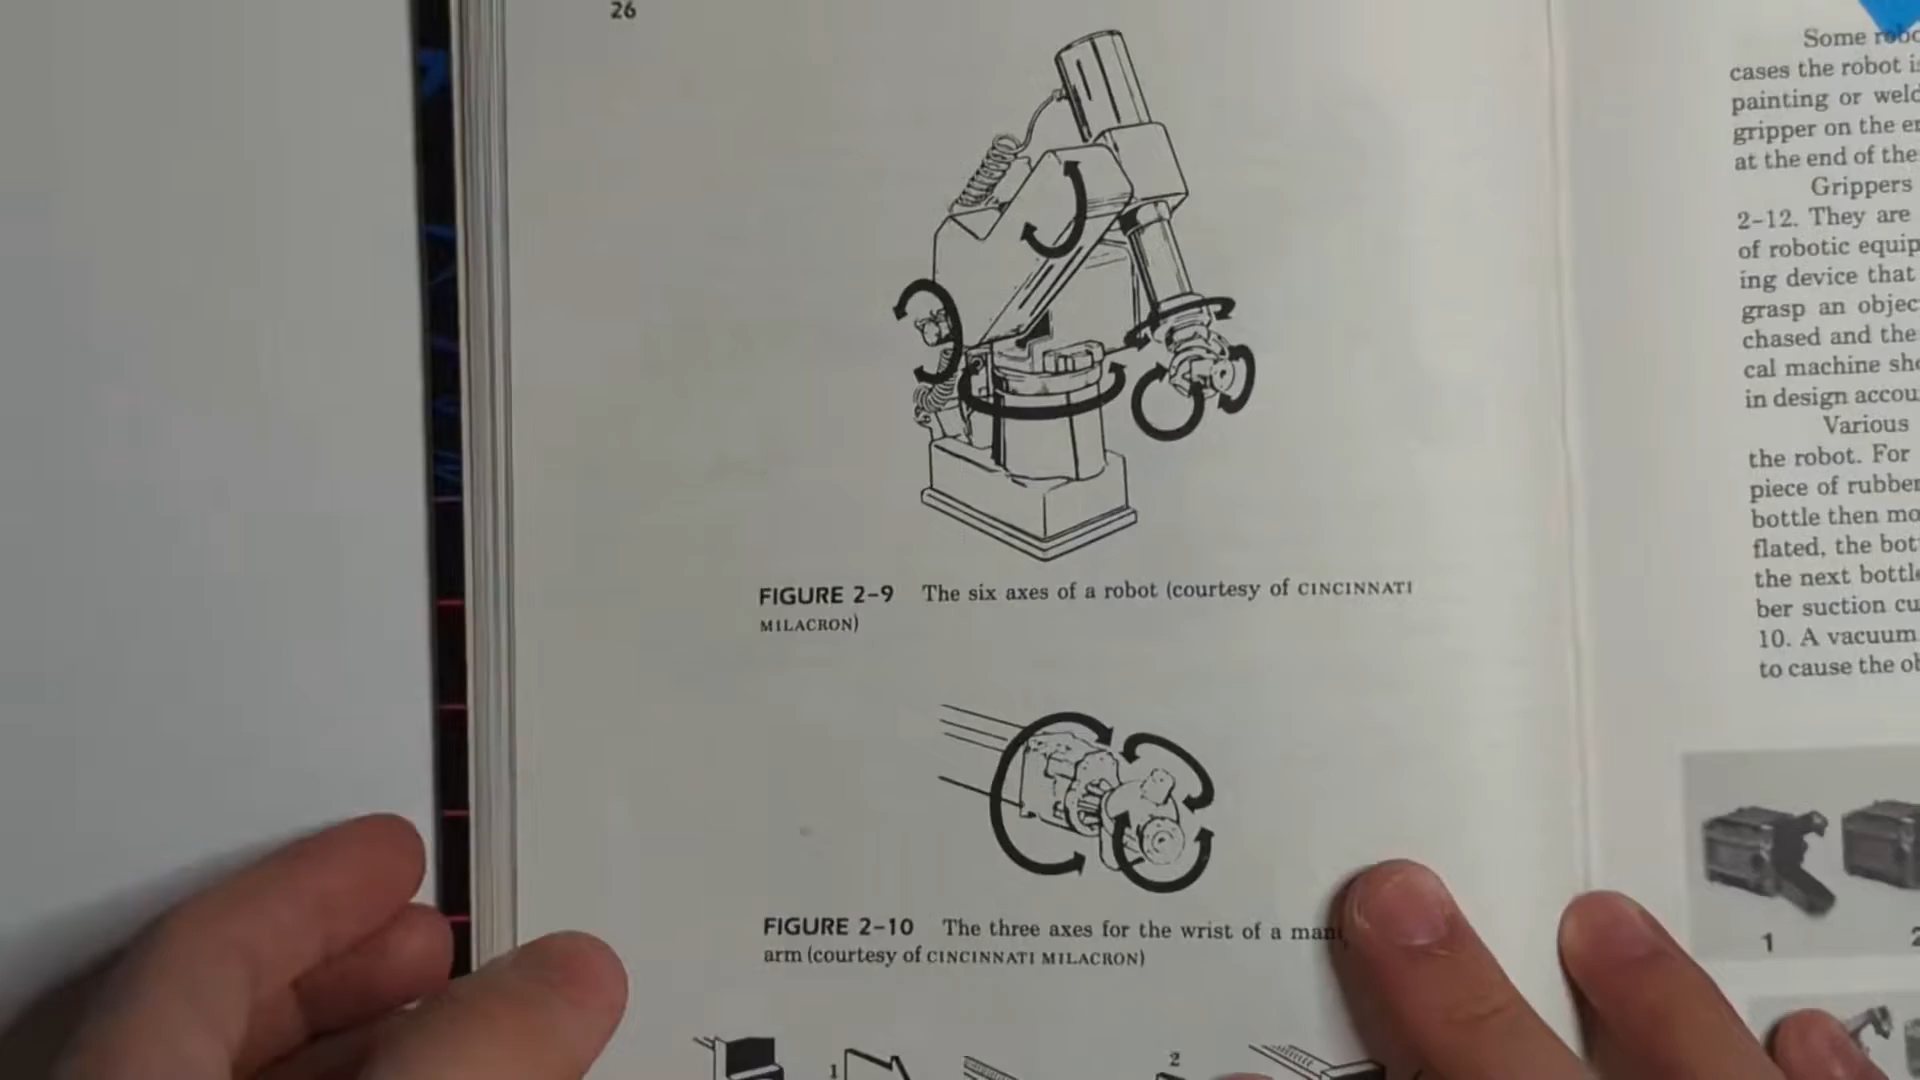 26
FIGURE 2-9 The six axes of a robot (courtesy of CINCINNATI
MILACRON)
FIGURE 2-10 The three axes for the wrist of a
arm (courtesy of CINCINNATI MILACRON)
1
2
Some
cases the robot
painting or
gripper on the
at the end of the
Grippers
2-12. They are
of robotic
ing device that
grasp an
chased and the
cal machine
in design
Various
the robot. For
piece of
bottle then
flated, the
the next
ber suction
10. A vacuum
to cause the
1
2